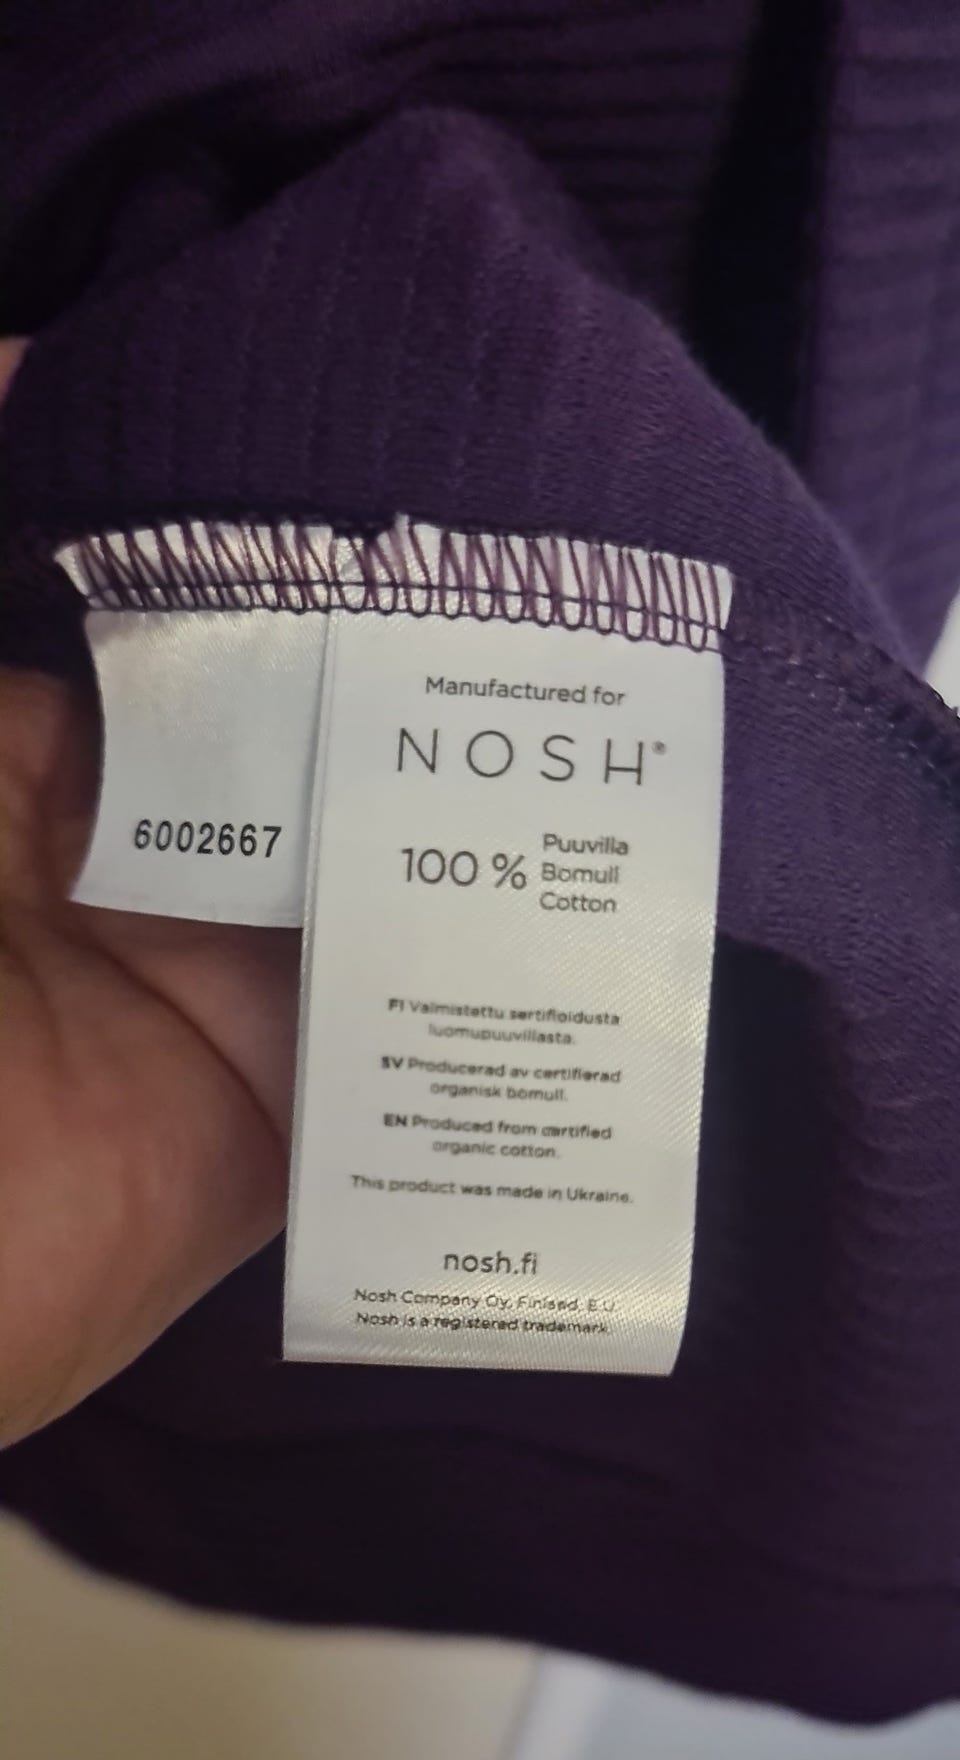 Manufactured for
NOSH®
6002667
100 % Puuvilla
Bomull
Cotton
FI Valmistettu sertifioidusta
luomupuuvillasta.
SV Producerad av certifierad
organisk bomull.
EN Produced from certified
organic cotton.
This product was made in Ukraine.
nosh.fi
Nosh Company Oy, Finland, E.U.
Nosh is a registered trademark.